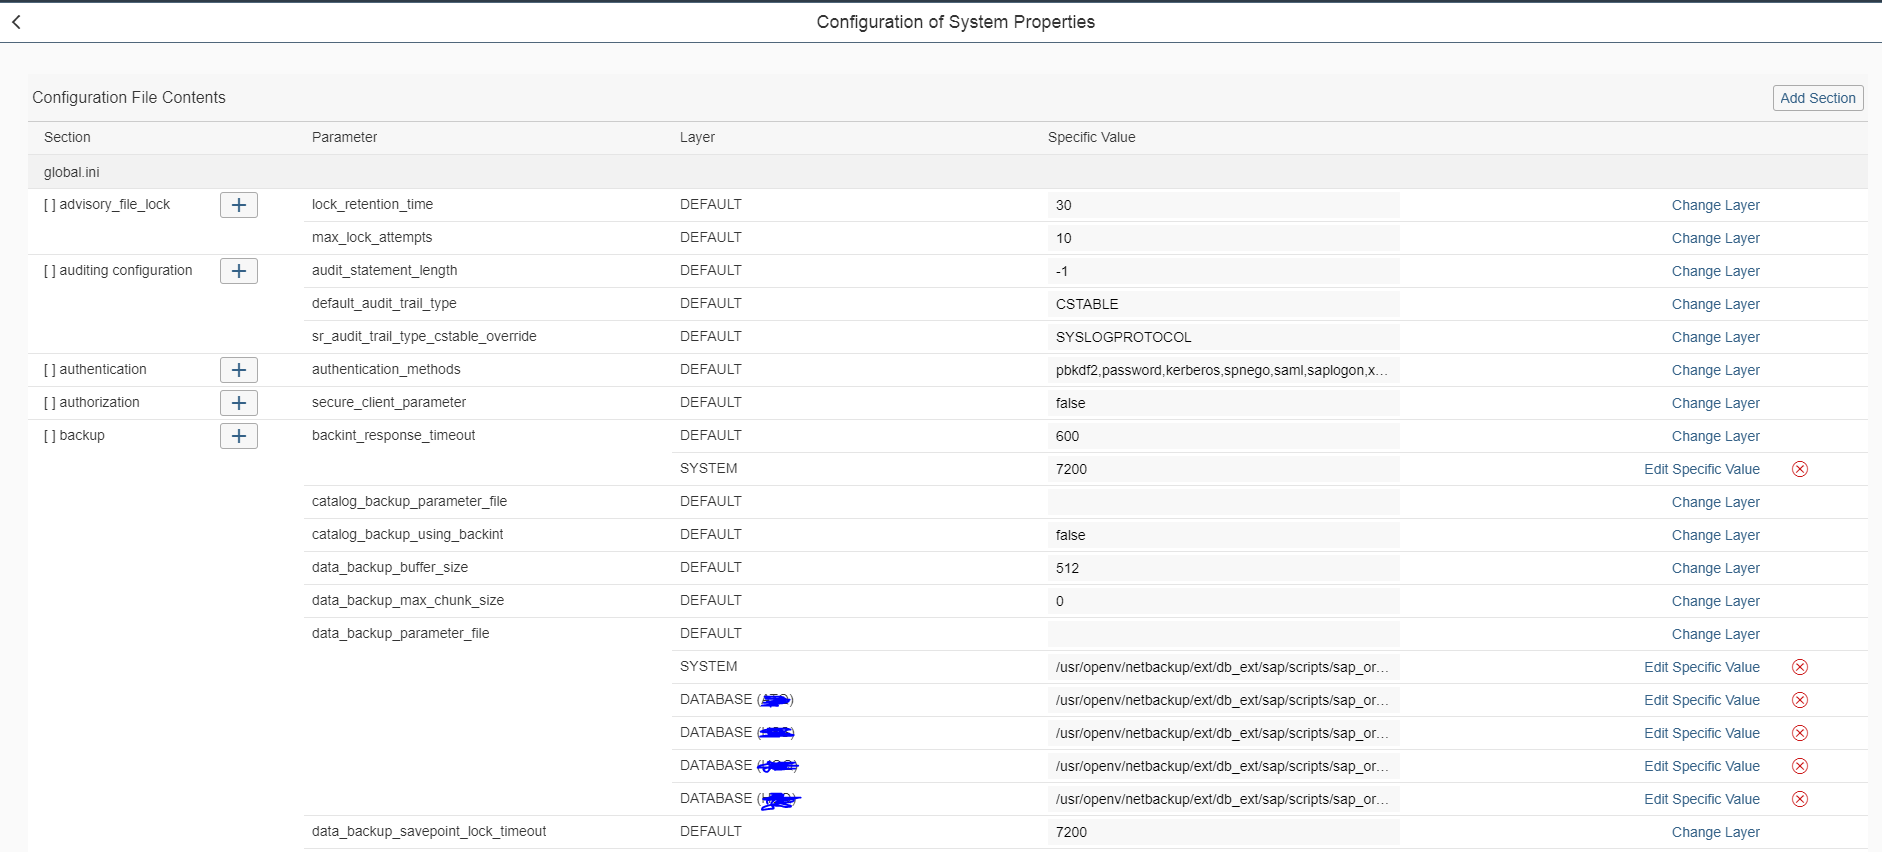 Configuration of System Properties
Configuration File Contents
Add Section
Section Parameter Layer Specific Value
global.ini
[ ] advisory_file_lock + lock_retention_time DEFAULT 30 Change Layer
max_lock_attempts DEFAULT 10 Change Layer
[ ] auditing configuration + audit_statement_length DEFAULT -1 Change Layer
default_audit_trail_type DEFAULT CSTABLE Change Layer
sr_audit_trail_type_cstable_override DEFAULT SYSLOGPROTOCOL Change Layer
[ ] authentication + authentication_methods DEFAULT pbkdf2,password,kerberos,spnego,saml,saplogon,x... Change Layer
[ ] authorization + secure_client_parameter DEFAULT false Change Layer
[ ] backup + backint_response_timeout DEFAULT 600 Change Layer
SYSTEM 7200 Edit Specific Value
catalog_backup_parameter_file DEFAULT Change Layer
catalog_backup_using_backint DEFAULT false Change Layer
data_backup_buffer_size DEFAULT 512 Change Layer
data_backup_max_chunk_size DEFAULT 0 Change Layer
data_backup_parameter_file DEFAULT Change Layer
SYSTEM /usr/openv/netbackup/ext/db_ext/sap/scripts/sap_or... Edit Specific Value
DATABASE ( ) /usr/openv/netbackup/ext/db_ext/sap/scripts/sap_or... Edit Specific Value
DATABASE ( ) /usr/openv/netbackup/ext/db_ext/sap/scripts/sap_or... Edit Specific Value
DATABASE ( ) /usr/openv/netbackup/ext/db_ext/sap/scripts/sap_or... Edit Specific Value
DATABASE ( ) /usr/openv/netbackup/ext/db_ext/sap/scripts/sap_or... Edit Specific Value
data_backup_savepoint_lock_timeout DEFAULT 7200 Change Layer